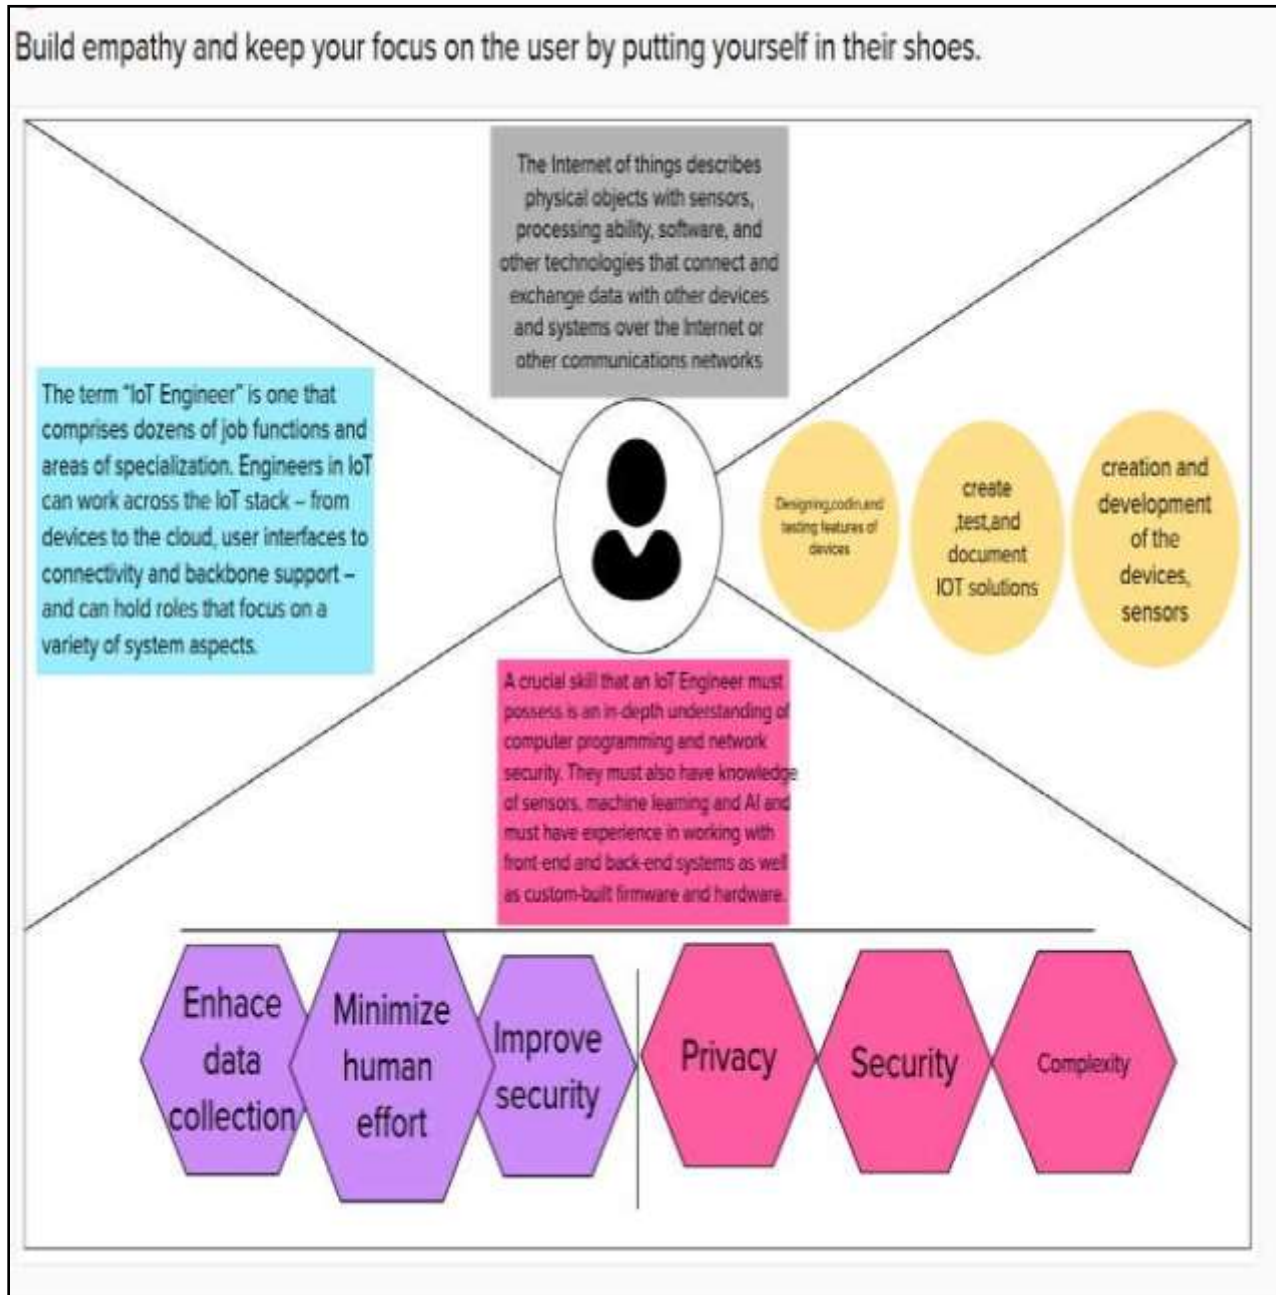 Build empathy and keep your focus on the user by putting yourself in their shoes.
The Internet of things describes
physical objects with sensors,
processing ability, software, and
other technologies that connect and
exchange data with other devices
and systems over the Internet or
other communications networks
The term “IoT Engineer” is one that
comprises dozens of job functions and
areas of specialization. Engineers in IoT
can work across the IoT stack – from
devices to the cloud, user interfaces to
connectivity and backbone support –
and can hold roles that focus on a
variety of system aspects.
Designing,codin,and
testing features of
devices
create
,test,and
document
IOT solutions
creation and
development
of the
devices,
sensors
A crucial skill that an IoT Engineer must
possess is an in-depth understanding of
computer programming and network
security. They must also have knowledge
of sensors, machine learning and AI and
must have experience in working with
front-end and back-end systems as well
as custom-built firmware and hardware.
Enhace
data
collection
Minimize
human
effort
Improve
security
Privacy
Security
Complexity